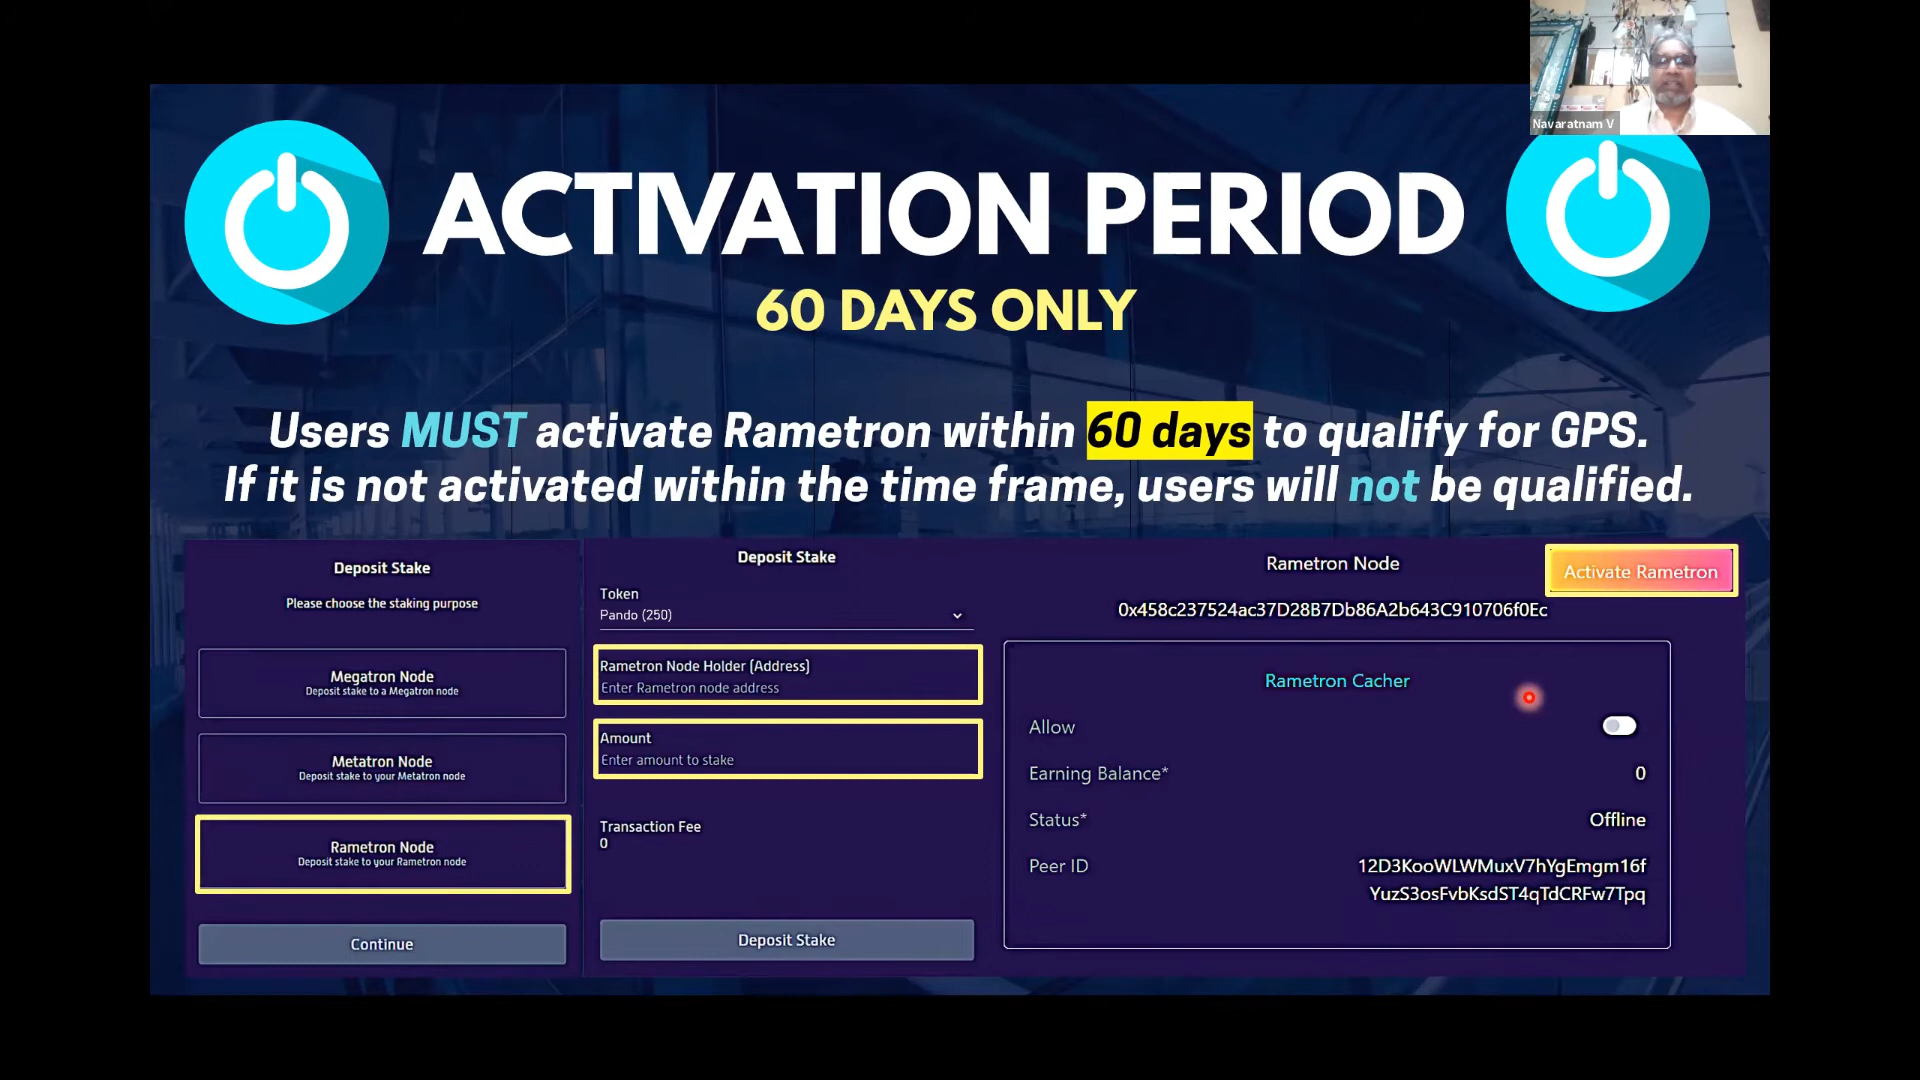 Navaratnam V
ACTIVATION PERIOD
60 DAYS ONLY
Users MUST activate Rametron within 60 days to qualify for GPS.
If it is not activated within the time frame, users will not be qualified.
Deposit Stake
Please choose the staking purpose
Megatron Node
Deposit stake to a Megatron node
Metatron Node
Deposit stake to your Metatron node
Rametron Node
Deposit stake to your Rametron node
Continue
Deposit Stake
Token
Pando (250)
Rametron Node Holder (Address)
Enter Rametron node address
Amount
Enter amount to stake
Transaction Fee
0
Deposit Stake
Rametron Node
Activate Rametron
0x458c237524ac37D28B7Db86A2b643C910706f0Ec
Rametron Cacher
Allow
Earning Balance* 0
Status* Offline
Peer ID 12D3KooWLWMuxV7hYgEmgm16f
YuzS3osFvbKsdST4qTdCRFw7Tpq